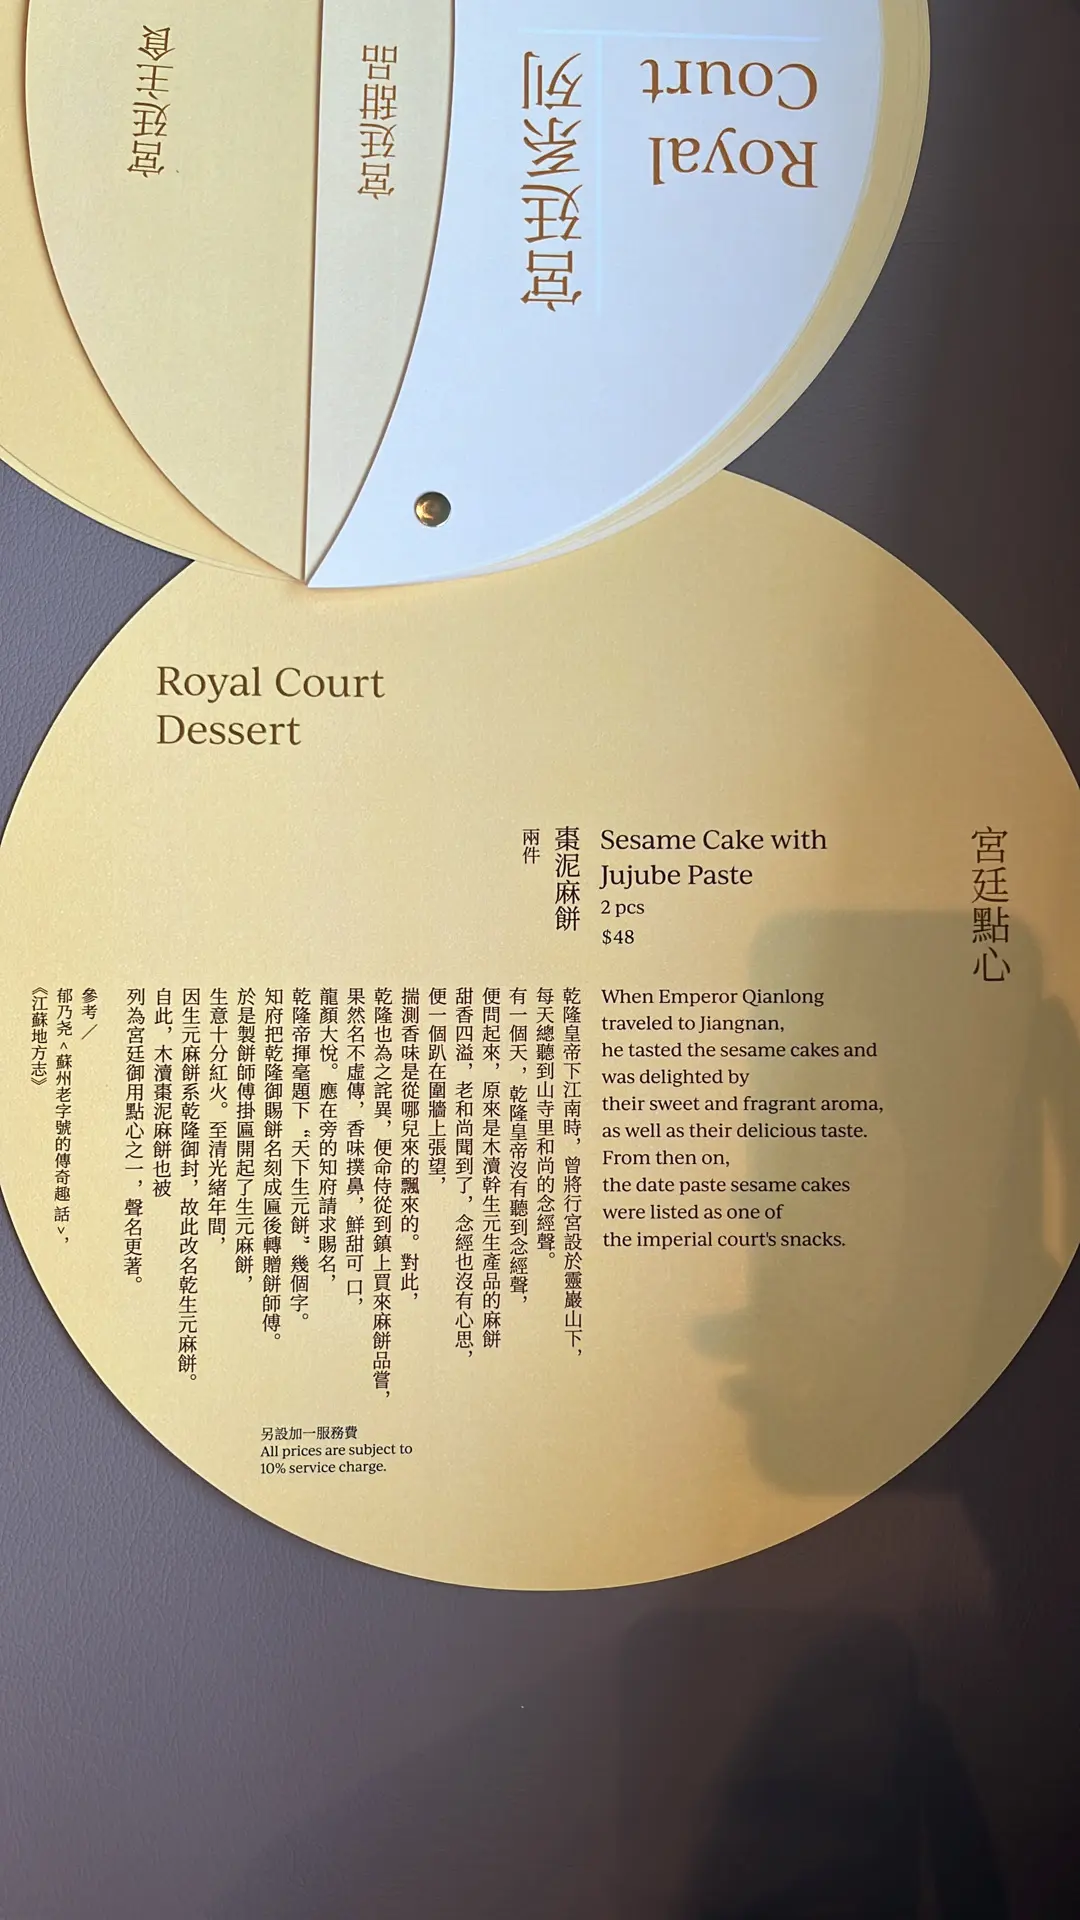 Royal
Court
宮廷系列
宮廷甜品
宮廷主食
Royal Court
Dessert
宮廷點心
Sesame Cake with
Jujube Paste
2 pcs
$48
棗泥麻餅
兩件
When Emperor Qianlong
traveled to Jiangnan,
he tasted the sesame cakes and
was delighted by
their sweet and fragrant aroma,
as well as their delicious taste.
From then on,
the date paste sesame cakes
were listed as one of
the imperial court's snacks.
乾隆皇帝下江南時，曾將行宮設於靈巖山下，
每天總聽到山寺里和尚的念經聲。
有一個天，乾隆皇帝沒有聽到念經聲，
便問起來，原來是木瀆幹生元生產品的麻餅
甜香四溢，老和尚聞到了，念經也沒有心思，
便一個趴在圍牆上張望，
揣測香味是從哪兒來的飄來的。對此，
乾隆也為之詫異，便命侍從到鎮上買來麻餅品嘗，
果然名不虛傳，香味撲鼻，鮮甜可口，
龍顏大悅。應在旁的知府請求賜名，
乾隆帝揮毫題下“天下生元餅”幾個字。
知府把乾隆御賜餅名刻成匾後轉贈餅師傅。
於是製餅師傅掛匾開起了生元麻餅，
生意十分紅火。至清光緒年間，
因生元麻餅系乾隆御封，故此改名乾生元麻餅。
自此，木瀆棗泥麻餅也被
列為宮廷御用點心之一，聲名更著。
參考／
郁乃尧<蘇州老字號的傳奇趣話>，
《江蘇地方志》
另設加一服務費
All prices are subject to
10% service charge.